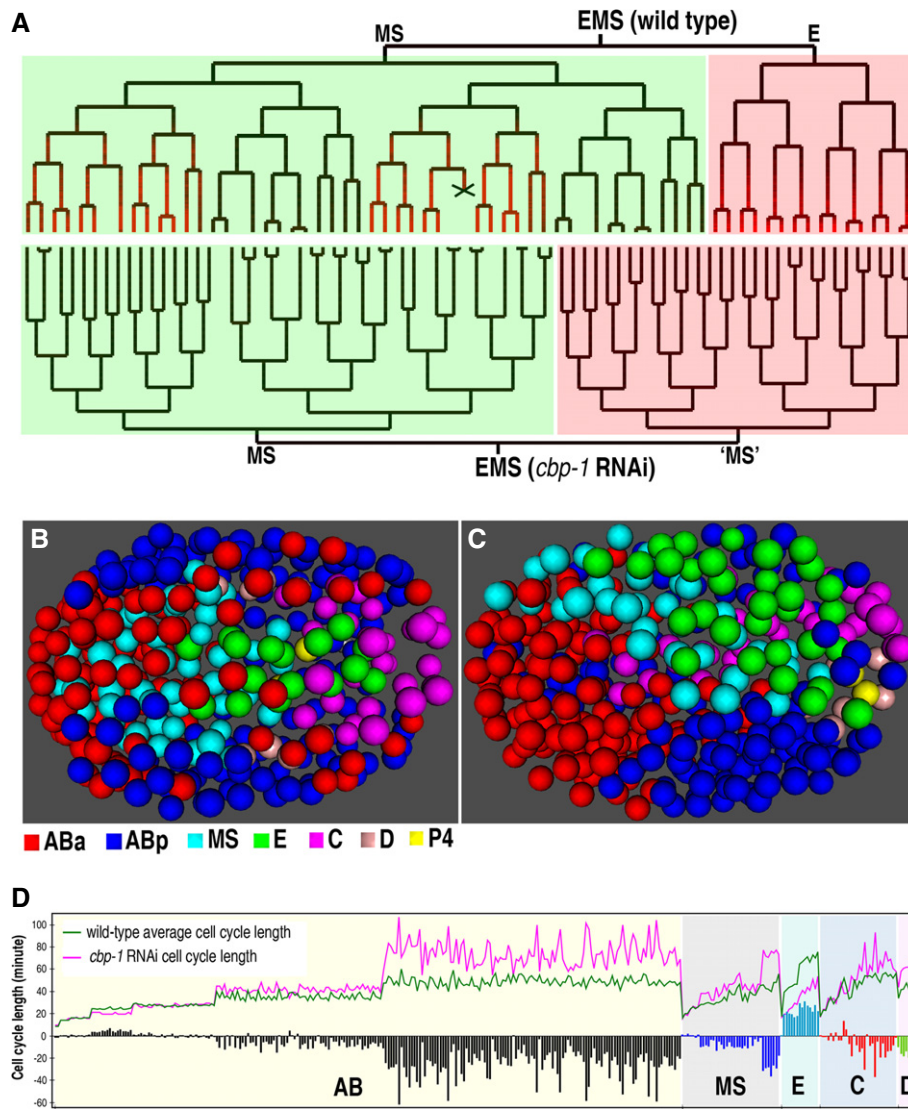 A
EMS (wild type)
MS
E
MS
'MS'
EMS (cbp-1 RNAi)
B
C
ABa ABp MS E C D P4
D
Cell cycle length (minute)
100
80
60
40
20
0
-20
-40
-60
wild-type average cell cycle length
cbp-1 RNAi cell cycle length
AB
MS
E
C
D